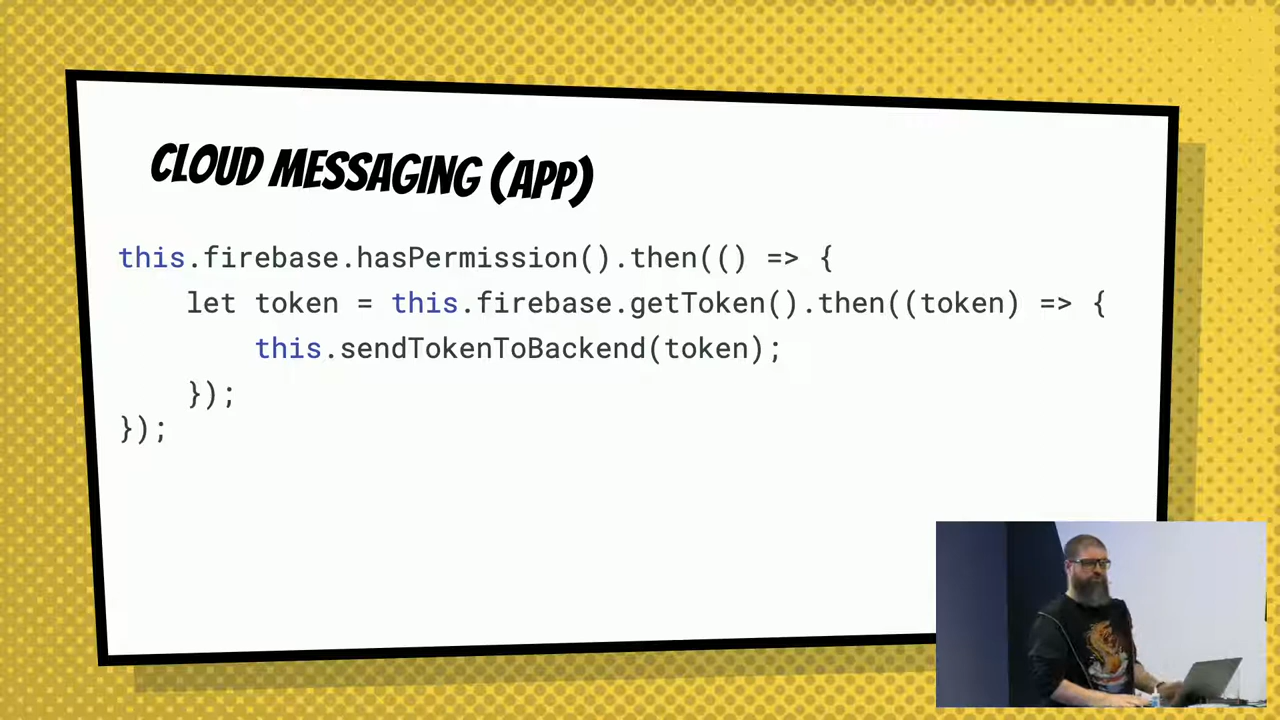 CLOUD MESSAGING (APP)
this.firebase.hasPermission().then(() => {
    let token = this.firebase.getToken().then((token) => {
        this.sendTokenToBackend(token);
    });
});